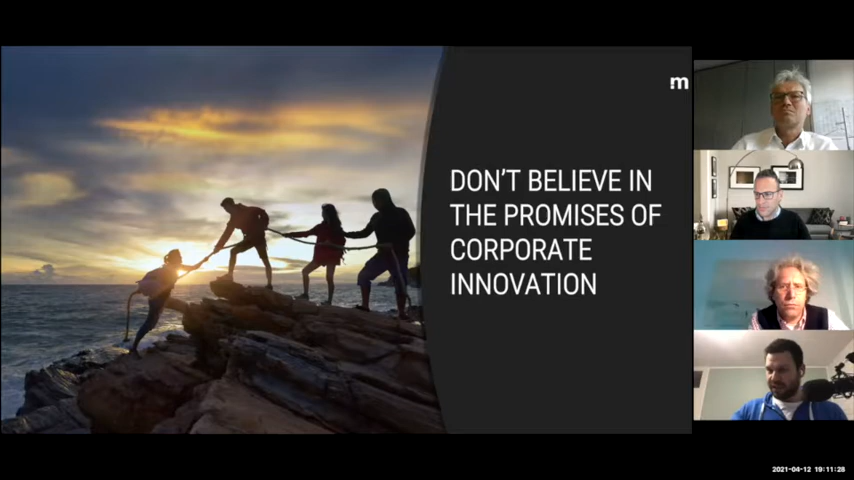 m
DON'T BELIEVE IN
THE PROMISES OF
CORPORATE
INNOVATION
2021-04-12 19:11:28